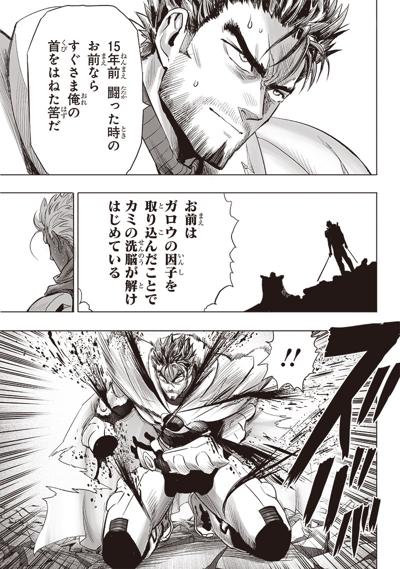 15年前 闘った時の
お前なら
すぐさま俺の
首をはねた筈だ
お前は
ガロウの因子を
取り込んだことで
カミの洗脳が解け
はじめている
!!
ズズ